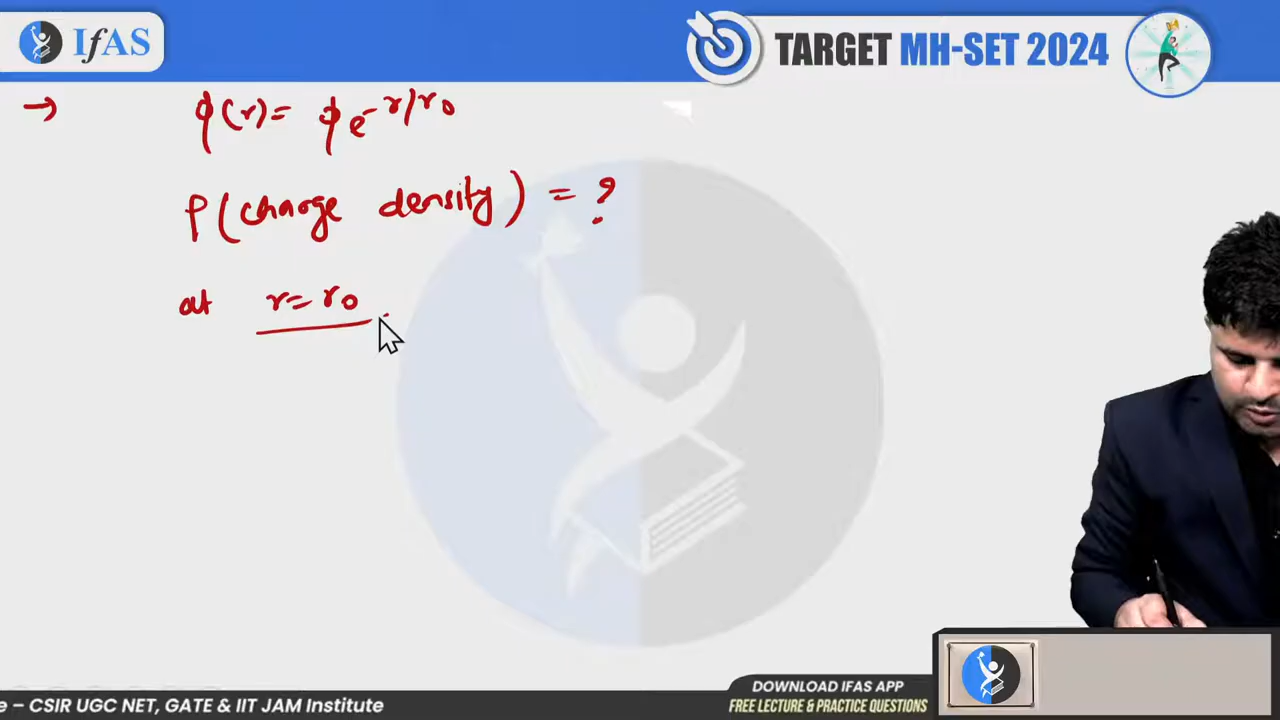 IfAS
TARGET MH-SET 2024
→ φ(r) = φe^-r/r0
ρ(charge density) = ?
at r = r0
e – CSIR UGC NET, GATE & IIT JAM Institute
DOWNLOAD IFAS APP
FREE LECTURE & PRACTICE QUESTIONS